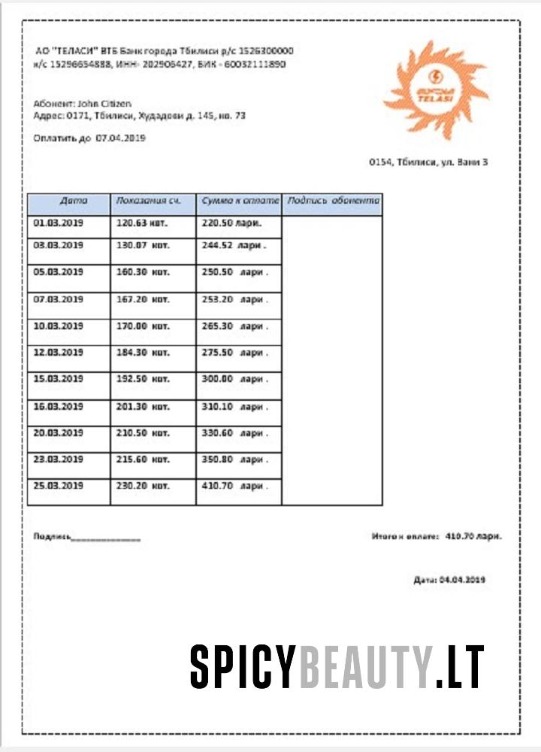 АО "ТЕЛАСИ" ВТБ Банк города Тбилиси р/с 1526300000
к/с 15296654888, ИНН- 202906427, БИК - 60032111890
Абонент: John Citizen
Адрес: 0171, Тбилиси, Худадови д. 145, кв. 73
Оплатить до 07.04.2019
TELASI
0154, Тбилиси, ул. Вани 3
Дата Показания сч. Сумма к оплате Подпись абонента
01.03.2019 120.63 квт. 220.50 лари.
03.03.2019 130.07 квт. 244.52 лари .
05.03.2019 160.30 квт. 250.50 лари .
07.03.2019 167.20 квт. 253.20 лари .
10.03.2019 170.00 квт. 265.30 лари .
12.03.2019 184.30 квт. 275.50 лари .
15.03.2019 192.50 квт. 300.00 лари .
16.03.2019 201.30 квт. 310.10 лари .
20.03.2019 210.50 квт. 330.60 лари .
23.03.2019 215.60 квт. 350.80 лари .
25.03.2019 230.20 квт. 410.70 лари .
Подпись______________ Итого к оплате: 410.70 лари.
Дата: 04.04.2019
SPICYBEAUTY.LT